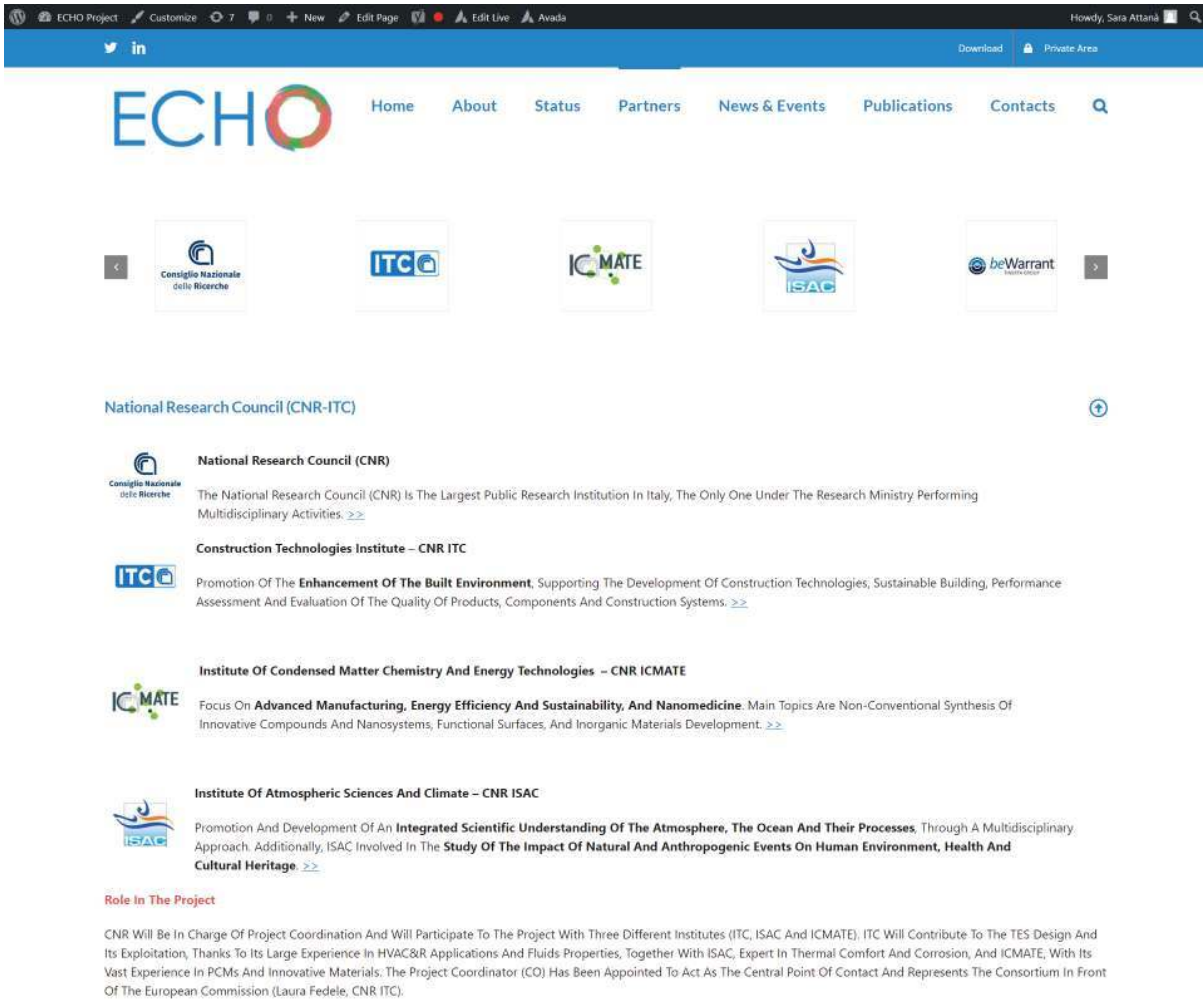 ECHO Project Customize 7 0 New Edit Page Edit Live Avada Howdy, Sara Attanà
Download Private Area
ECHO Home About Status Partners News & Events Publications Contacts
Consiglio Nazionale
delle Ricerche
ITC
IC MATE
ISAC
beWarrant
National Research Council (CNR-ITC)
Consiglio Nazionale
delle Ricerche
National Research Council (CNR)
The National Research Council (CNR) Is The Largest Public Research Institution In Italy, The Only One Under The Research Ministry Performing
Multidisciplinary Activities. >>
Construction Technologies Institute – CNR ITC
ITC
Promotion Of The Enhancement Of The Built Environment, Supporting The Development Of Construction Technologies, Sustainable Building, Performance
Assessment And Evaluation Of The Quality Of Products, Components And Construction Systems. >>
Institute Of Condensed Matter Chemistry And Energy Technologies – CNR ICMATE
IC MATE
Focus On Advanced Manufacturing, Energy Efficiency And Sustainability, And Nanomedicine. Main Topics Are Non-Conventional Synthesis Of
Innovative Compounds And Nanosystems, Functional Surfaces, And Inorganic Materials Development. >>
Institute Of Atmospheric Sciences And Climate – CNR ISAC
ISAC
Promotion And Development Of An Integrated Scientific Understanding Of The Atmosphere, The Ocean And Their Processes, Through A Multidisciplinary
Approach. Additionally, ISAC Involved In The Study Of The Impact Of Natural And Anthropogenic Events On Human Environment, Health And
Cultural Heritage. >>
Role In The Project
CNR Will Be In Charge Of Project Coordination And Will Participate To The Project With Three Different Institutes (ITC, ISAC And ICMATE). ITC Will Contribute To The TES Design And
Its Exploitation, Thanks To Its Large Experience In HVAC&R Applications And Fluids Properties, Together With ISAC, Expert In Thermal Comfort And Corrosion, And ICMATE, With Its
Vast Experience In PCMs And Innovative Materials. The Project Coordinator (CO) Has Been Appointed To Act As The Central Point Of Contact And Represents The Consortium In Front
Of The European Commission (Laura Fedele, CNR ITC).